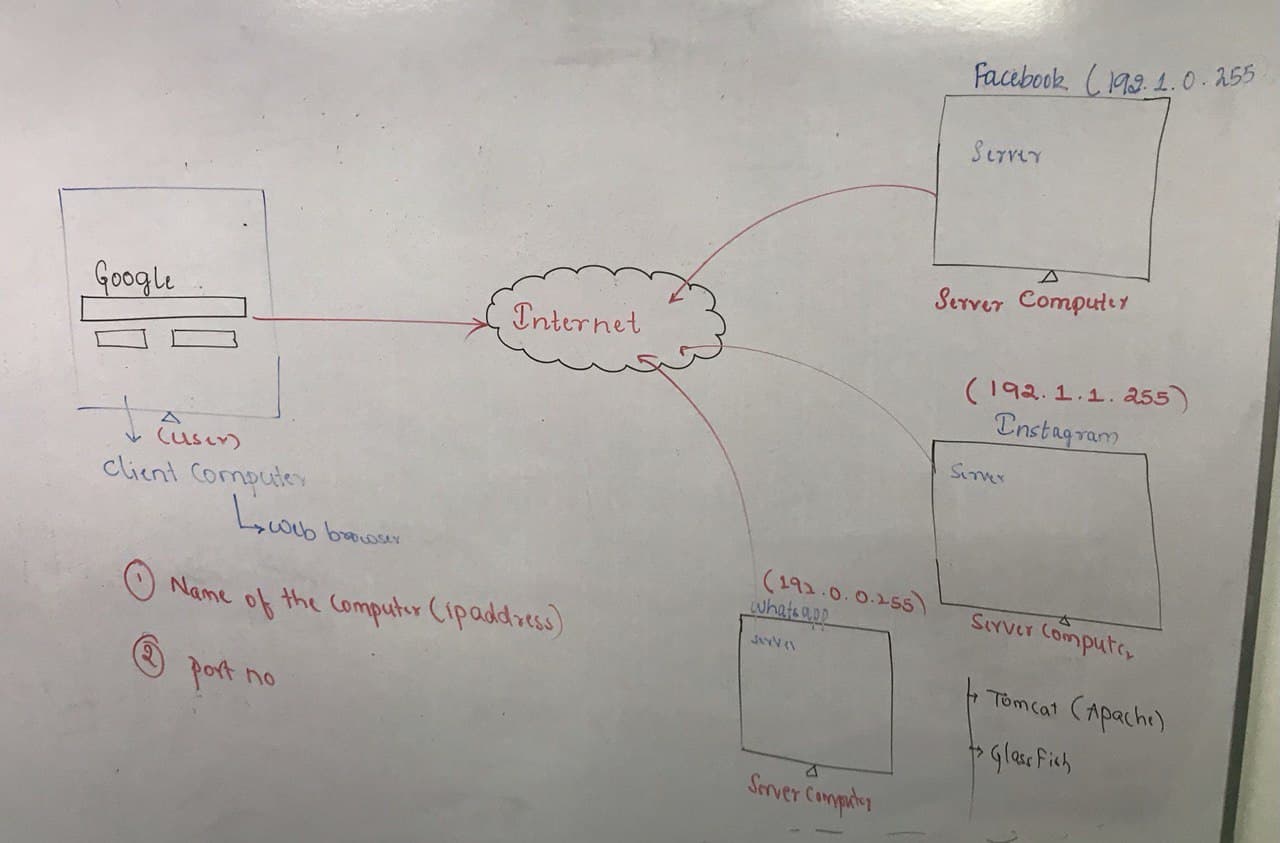 Facebook (192.1.0.255
Server
Server Computer
Google
Internet
(user)
Client Computer
web browser
(192.1.1.255)
Instagram
Server
Server Computer
① Name of the computer (ipaddress)
② port no
(192.0.0.255)
whatsapp
server
Server Computer
Tomcat (Apache)
Glassfish